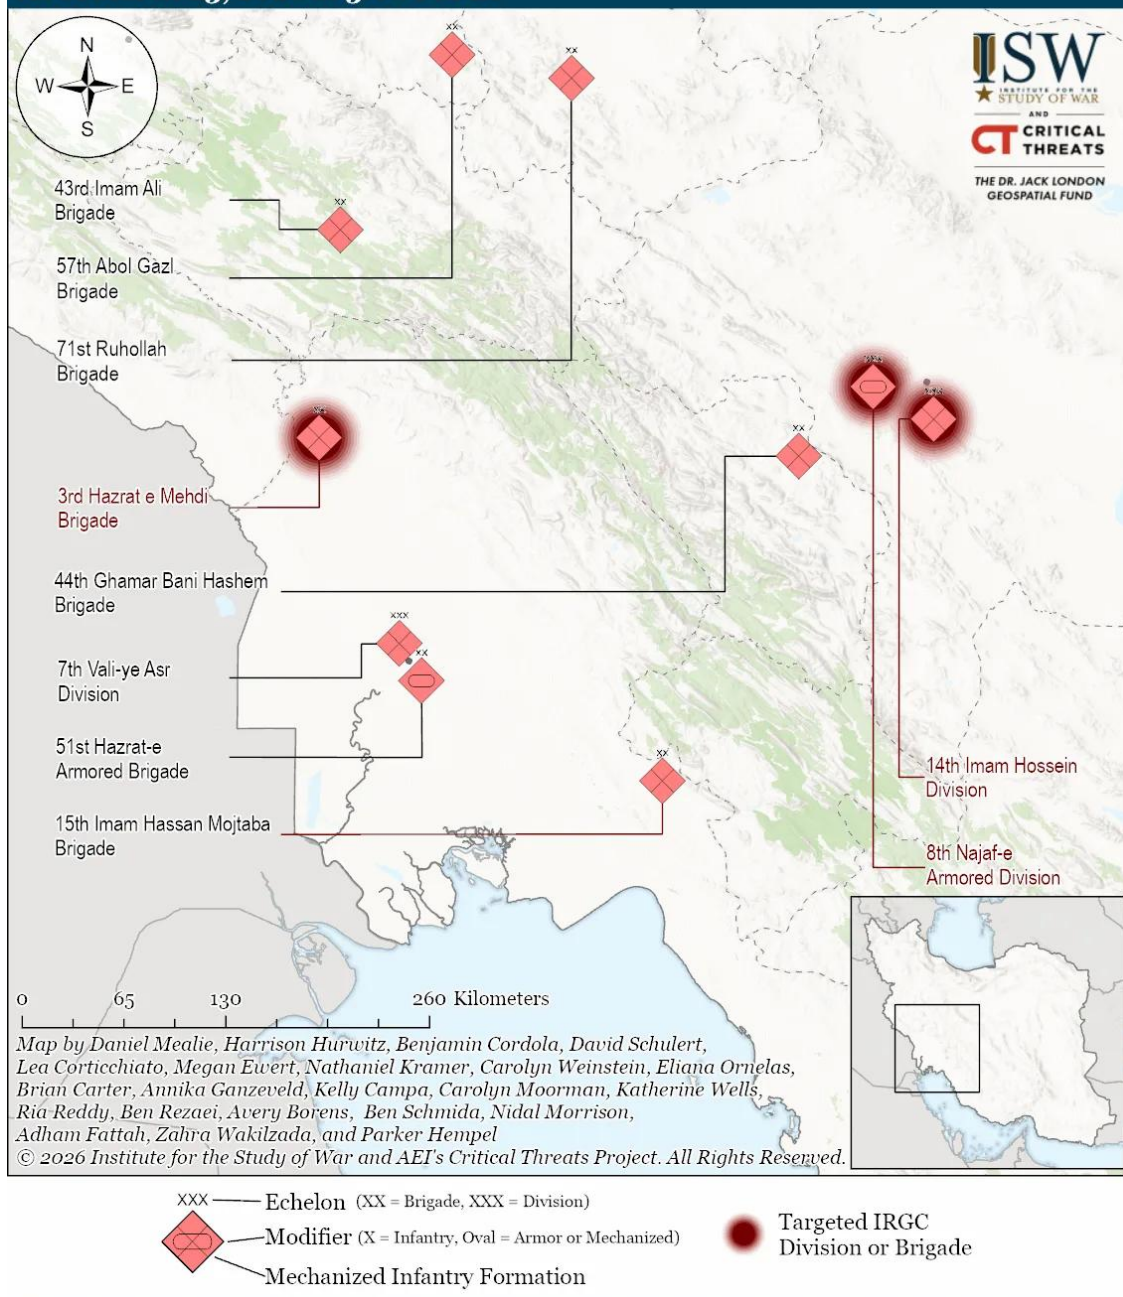 N
W
E
S
XX
XX
ISW
INSTITUTE FOR THE
STUDY OF WAR
AND
CT CRITICAL
THREATS
THE DR. JACK LONDON
GEOSPATIAL FUND
43rd Imam Ali
Brigade
XX
57th Abol Gazl
Brigade
71st Ruhollah
Brigade
XX
3rd Hazrat e Mehdi
Brigade
44th Ghamar Bani Hashem
Brigade
XXX
XX
7th Vali-ye Asr
Division
51st Hazrat-e
Armored Brigade
XX
15th Imam Hassan Mojtaba
Brigade
14th Imam Hossein
Division
8th Najaf-e
Armored Division
0 65 130 260 Kilometers
Map by Daniel Mealie, Harrison Hurwitz, Benjamin Cordola, David Schulert,
Lea Corticchiato, Megan Ewert, Nathaniel Kramer, Carolyn Weinstein, Eliana Ornelas,
Brian Carter, Annika Ganzeveld, Kelly Campa, Carolyn Moorman, Katherine Wells,
Ria Reddy, Ben Rezaei, Avery Borens, Ben Schmida, Nidal Morrison,
Adham Fattah, Zahra Wakilzada, and Parker Hempel
© 2026 Institute for the Study of War and AEI's Critical Threats Project. All Rights Reserved.
XXX Echelon (XX = Brigade, XXX = Division)
Modifier (X = Infantry, Oval = Armor or Mechanized)
Mechanized Infantry Formation
Targeted IRGC
Division or Brigade